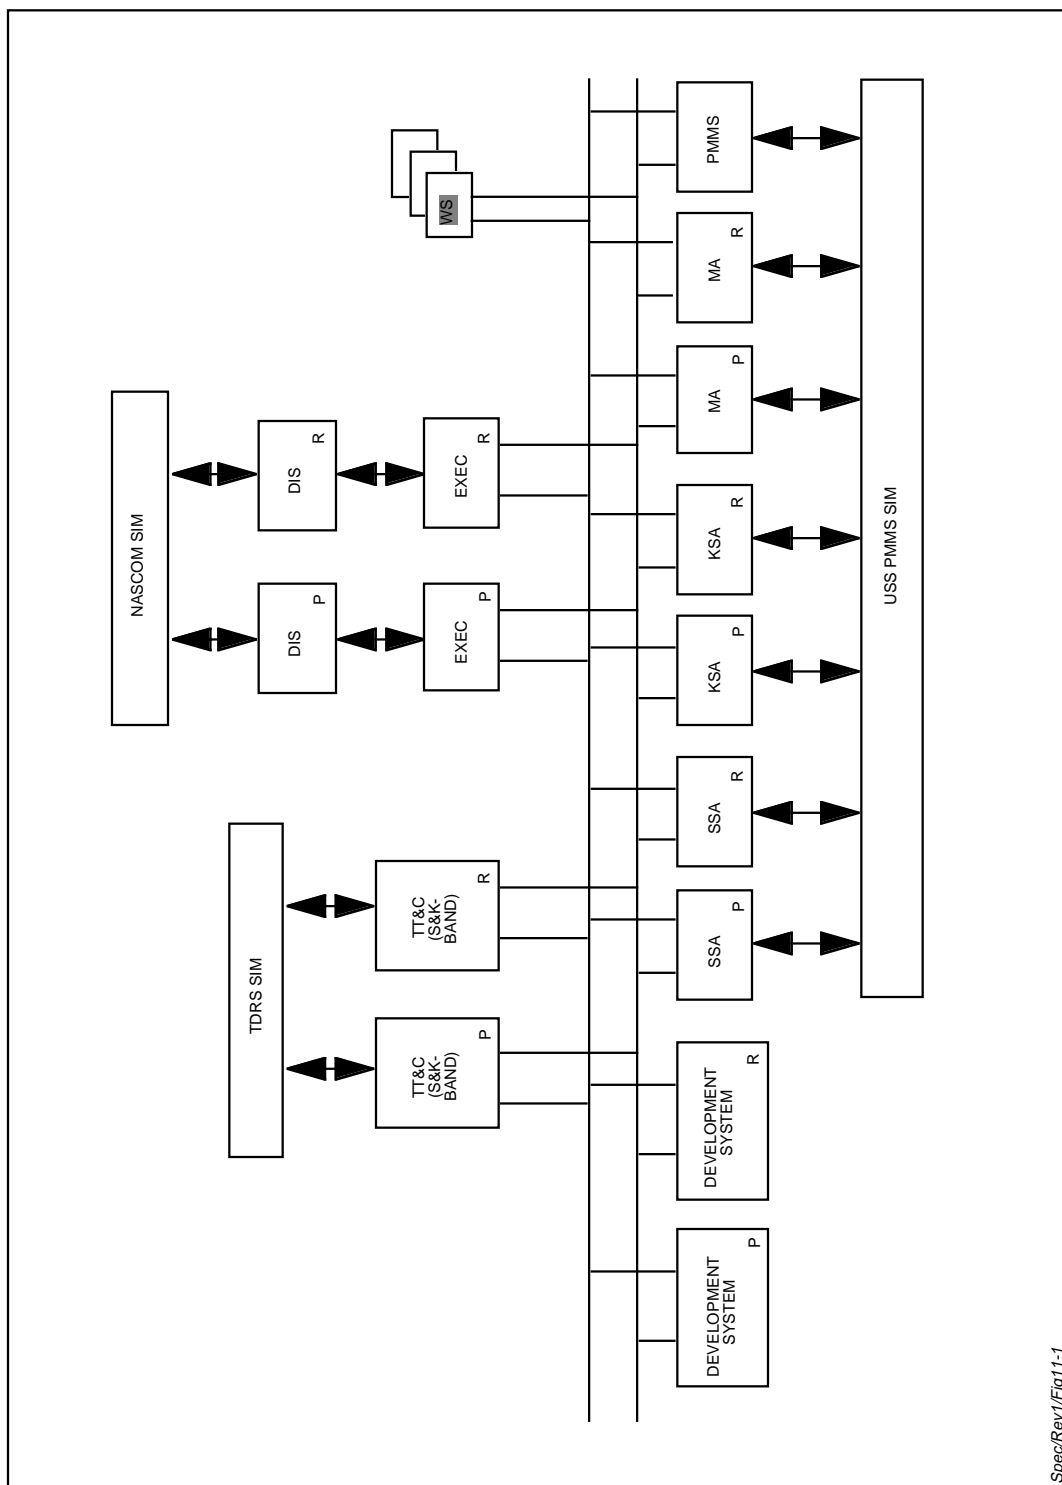 NASCOM SIM
TDRS SIM
DIS
P
DIS
R
TT&C
(S&K-
BAND)
P
TT&C
(S&K-
BAND)
R
EXEC
P
EXEC
R
WS
DEVELOPMENT
SYSTEM
P
DEVELOPMENT
SYSTEM
R
SSA
P
SSA
R
KSA
P
KSA
R
MA
P
MA
R
PMMS
USS PMMS SIM
Spec/Rev1/Fig11-1